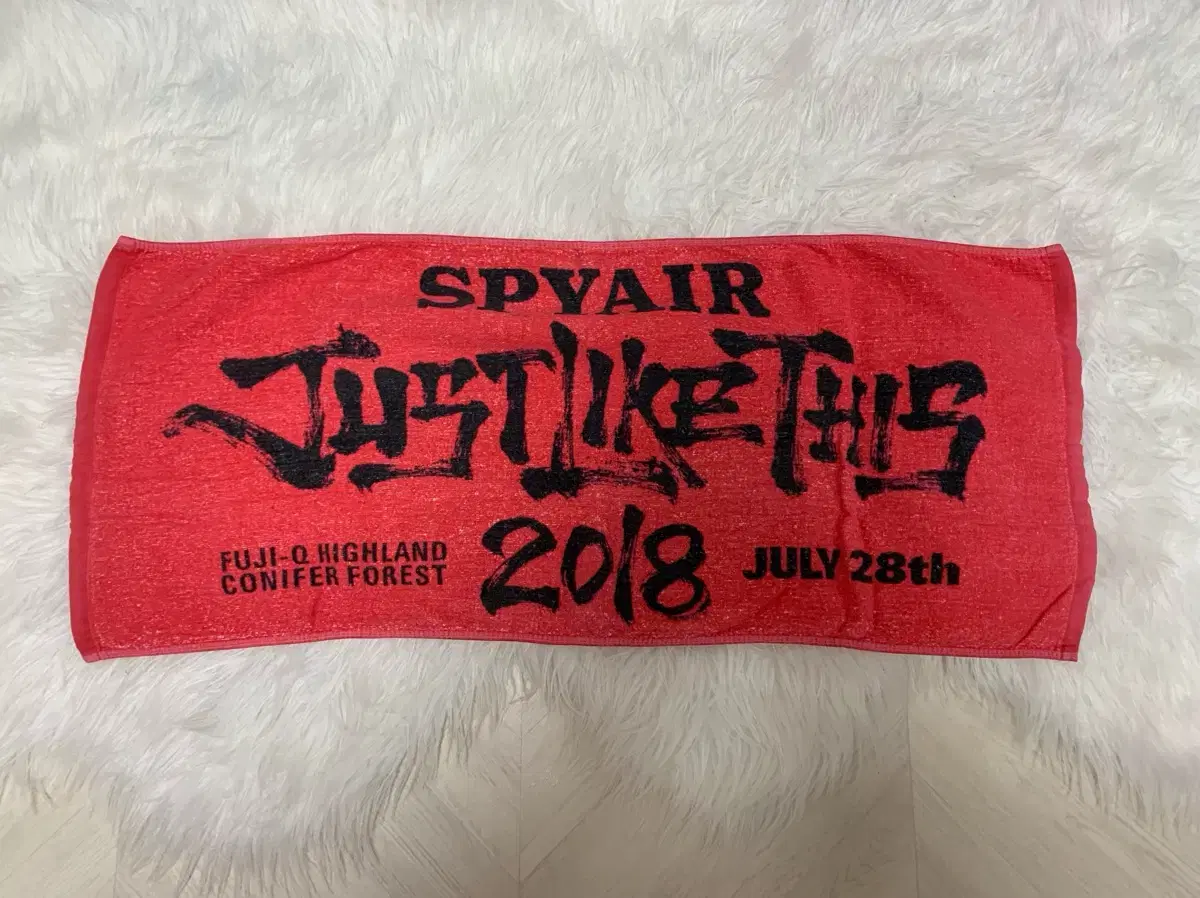 SPYAIR
JUST LIKE THIS
2018
FUJI-Q HIGHLAND
CONIFER FOREST
JULY 28th